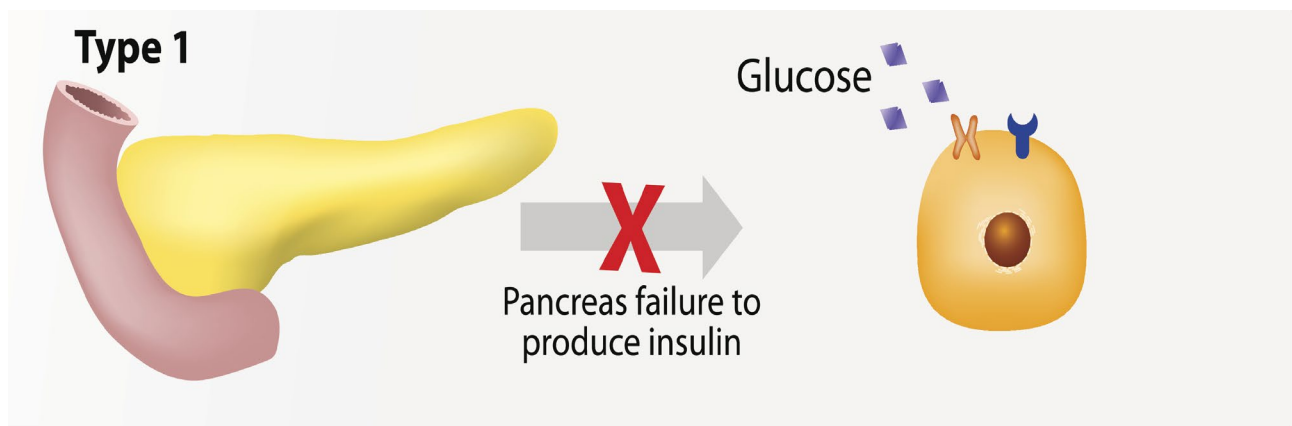 Type 1
Glucose
Pancreas failure to
produce insulin